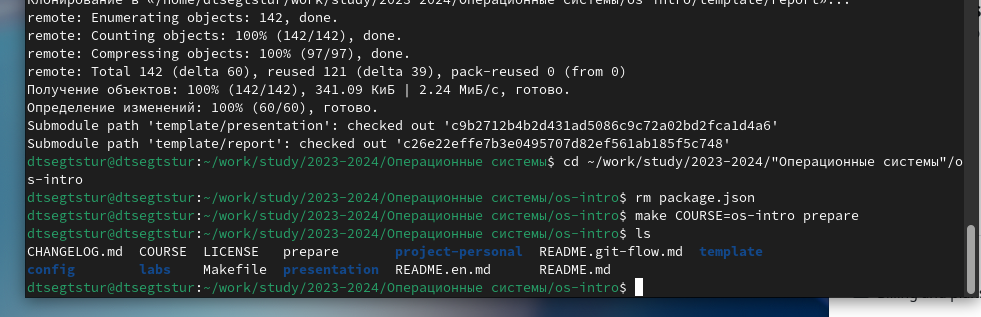 Клонирование в «/home/dtsegtstur/work/study/2023-2024/Операционные системы/os-intro/template/report»...
remote: Enumerating objects: 142, done.
remote: Counting objects: 100% (142/142), done.
remote: Compressing objects: 100% (97/97), done.
remote: Total 142 (delta 60), reused 121 (delta 39), pack-reused 0 (from 0)
Получение объектов: 100% (142/142), 341.09 КиБ | 2.24 МиБ/с, готово.
Определение изменений: 100% (60/60), готово.
Submodule path 'template/presentation': checked out 'c9b2712b4b2d431ad5086c9c72a02bd2fca1d4a6'
Submodule path 'template/report': checked out 'c26e22effe7b3e0495707d82ef561ab185f5c748'
dtsegtstur@dtsegtstur:~/work/study/2023-2024/Операционные системы$ cd ~/work/study/2023-2024/"Операционные системы"/o
s-intro
dtsegtstur@dtsegtstur:~/work/study/2023-2024/Операционные системы/os-intro$ rm package.json
dtsegtstur@dtsegtstur:~/work/study/2023-2024/Операционные системы/os-intro$ make COURSE=os-intro prepare
dtsegtstur@dtsegtstur:~/work/study/2023-2024/Операционные системы/os-intro$ ls
CHANGELOG.md COURSE LICENSE prepare project-personal README.git-flow.md template
config labs Makefile presentation README.en.md README.md
dtsegtstur@dtsegtstur:~/work/study/2023-2024/Операционные системы/os-intro$